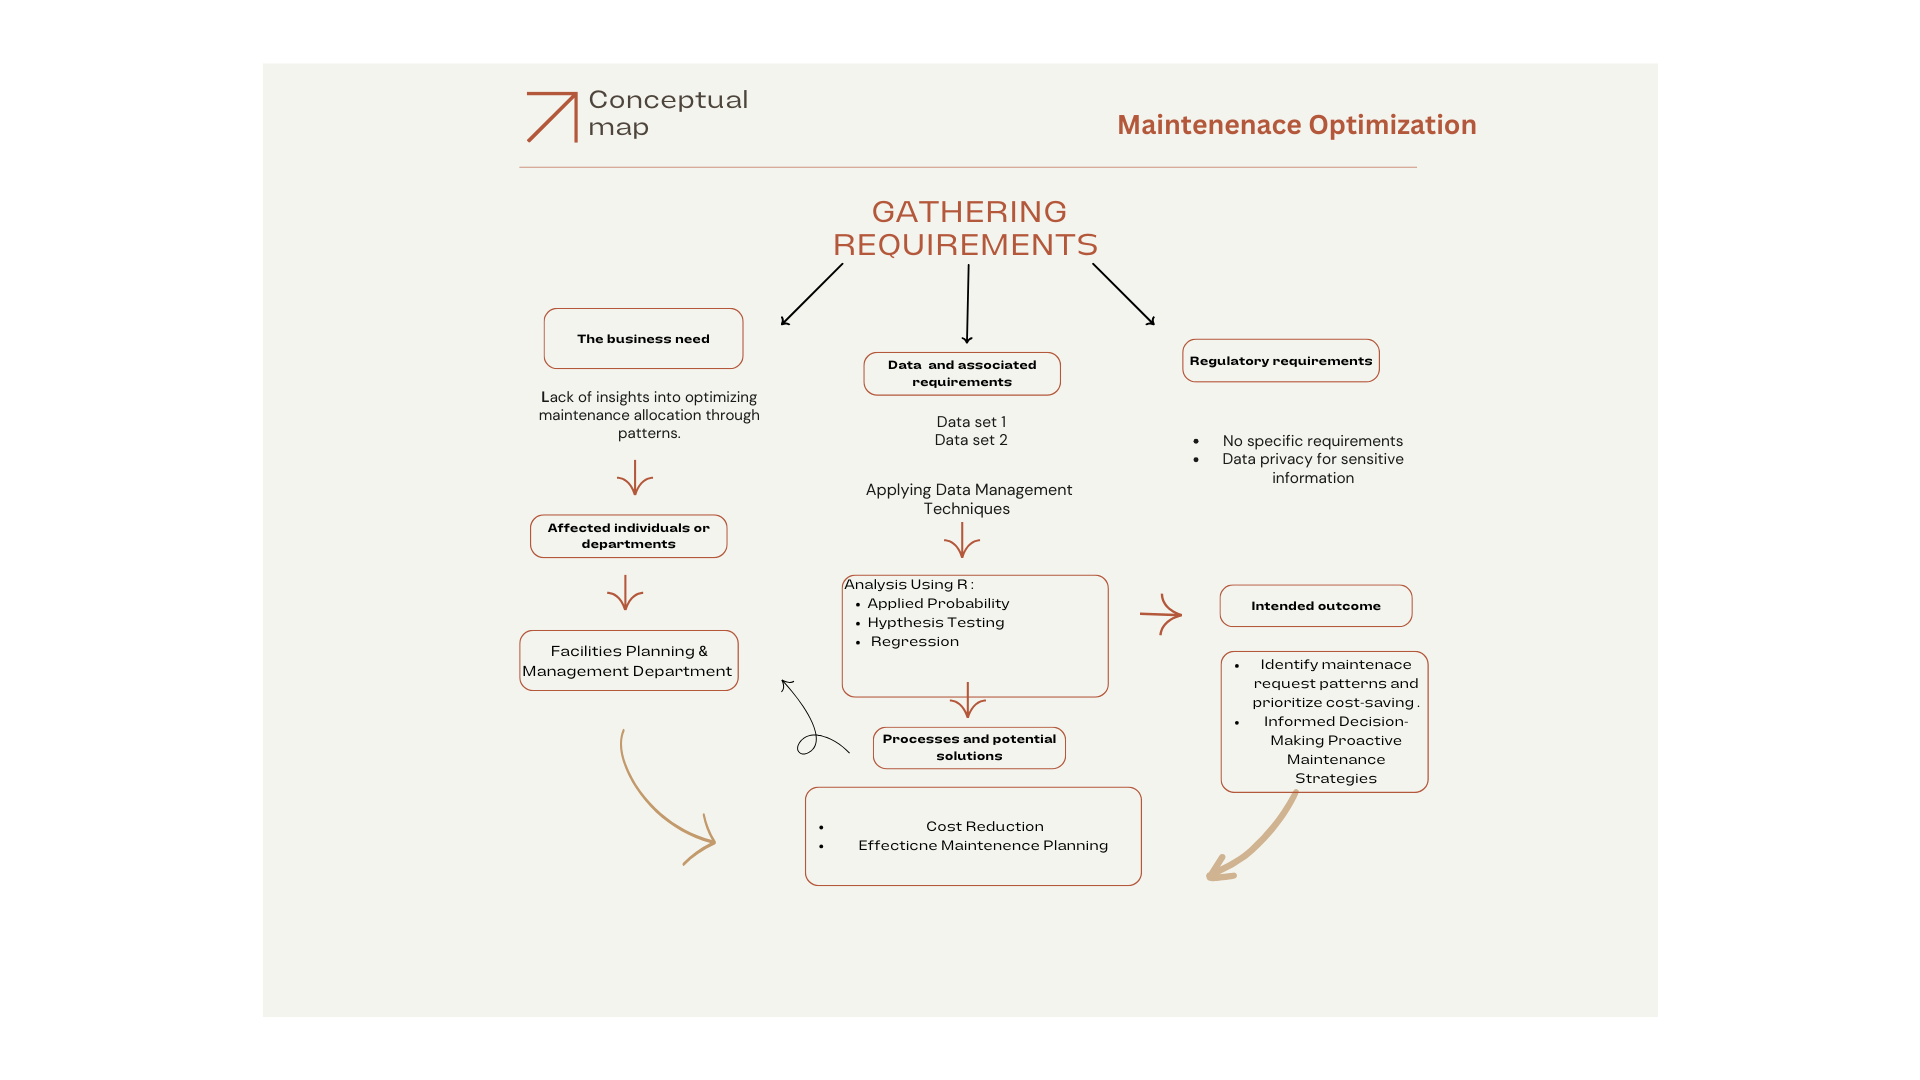 Conceptual
map
Maintenenace Optimization
GATHERING
REQUIREMENTS
The business need
Lack of insights into optimizing
maintenance allocation through
patterns.
Affected individuals or
departments
Facilities Planning &
Management Department
Data  and associated
requirements
Data set 1
Data set 2
Applying Data Management
Techniques
Analysis Using R :
• Applied Probability
• Hypthesis Testing
• Regression
Processes and potential
solutions
• Cost Reduction
• Effecticne Maintenence Planning
Regulatory requirements
• No specific requirements
• Data privacy for sensitive
information
Intended outcome
• Identify maintenace
request patterns and
prioritize cost-saving .
• Informed Decision-
Making Proactive
Maintenance
Strategies